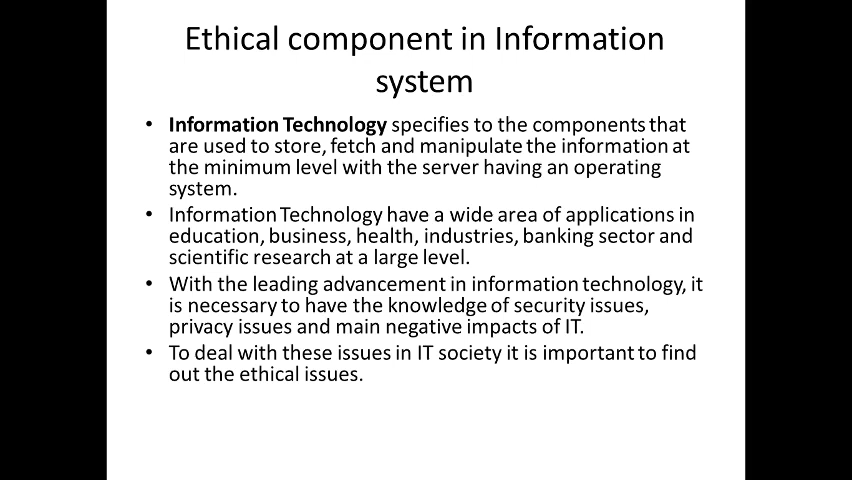 Ethical component in Information
system
• Information Technology specifies to the components that
are used to store, fetch and manipulate the information at
the minimum level with the server having an operating
system.
• Information Technology have a wide area of applications in
education, business, health, industries, banking sector and
scientific research at a large level.
• With the leading advancement in information technology, it
is necessary to have the knowledge of security issues,
privacy issues and main negative impacts of IT.
• To deal with these issues in IT society it is important to find
out the ethical issues.